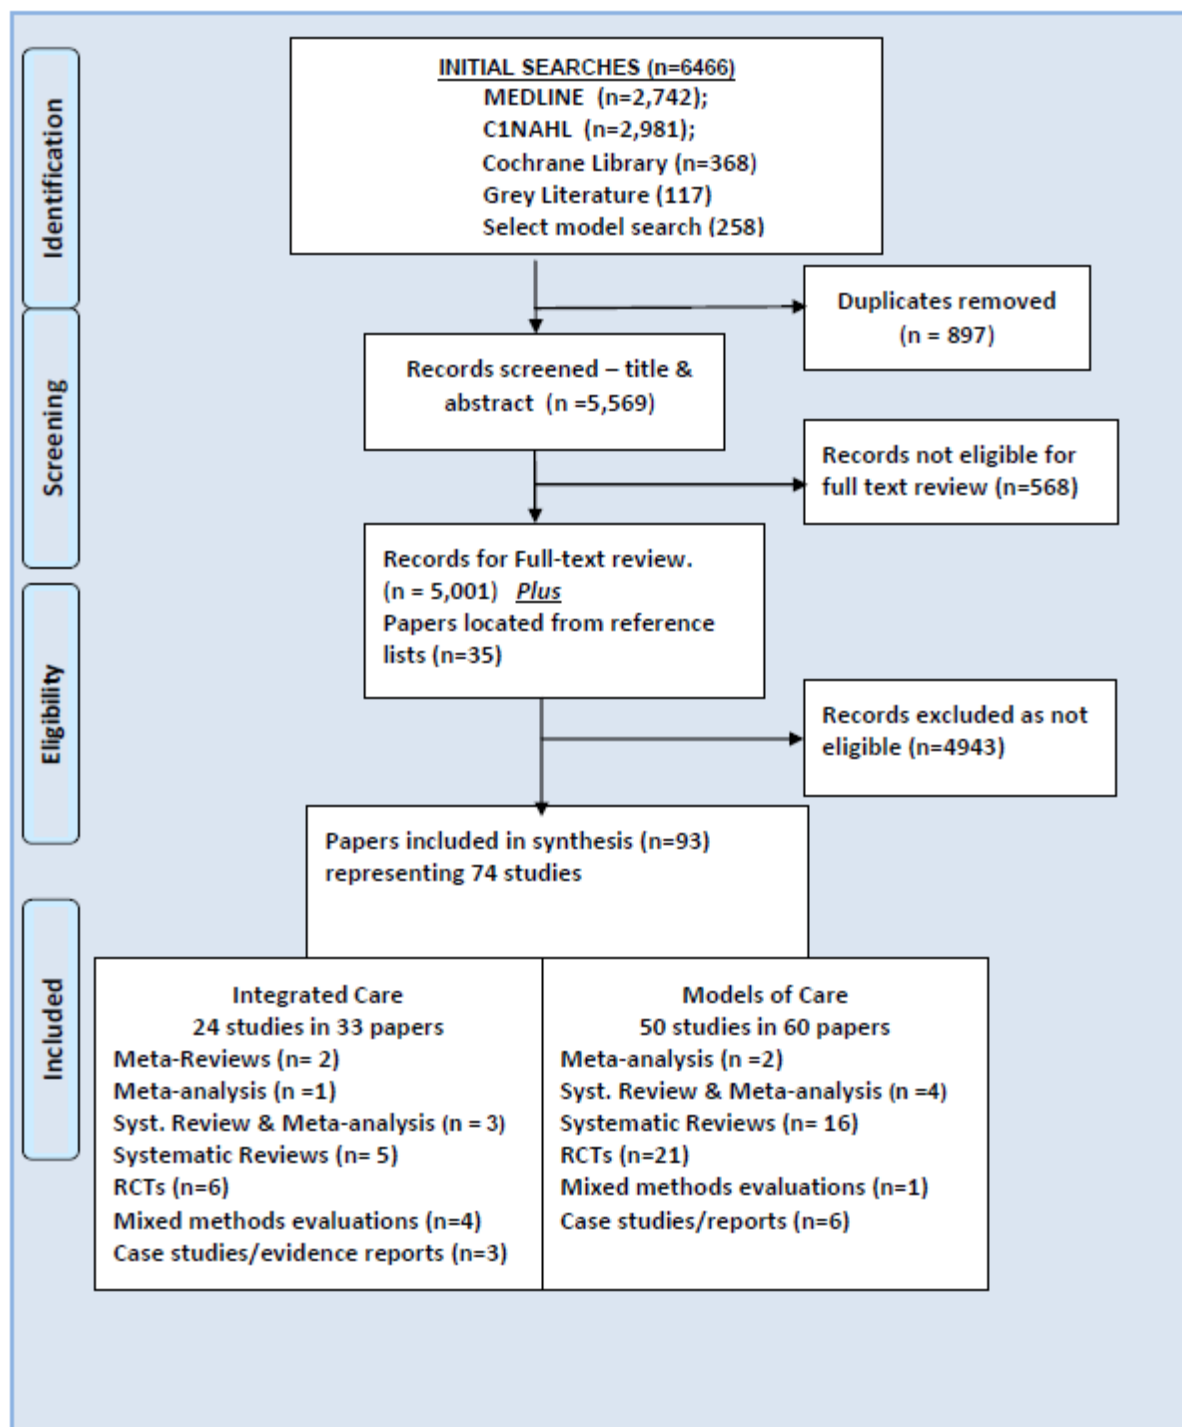 Identification
INITIAL SEARCHES (n=6466)
MEDLINE (n=2,742);
C1NAHL (n=2,981);
Cochrane Library (n=368)
Grey Literature (117)
Select model search (258)
Duplicates removed
(n = 897)
Screening
Records screened – title &
abstract (n =5,569)
Records not eligible for
full text review (n=568)
Eligibility
Records for Full-text review.
(n = 5,001) Plus
Papers located from reference
lists (n=35)
Records excluded as not
eligible (n=4943)
Included
Papers included in synthesis (n=93)
representing 74 studies
Integrated Care
24 studies in 33 papers
Meta-Reviews (n= 2)
Meta-analysis (n =1)
Syst. Review & Meta-analysis (n = 3)
Systematic Reviews (n= 5)
RCTs (n=6)
Mixed methods evaluations (n=4)
Case studies/evidence reports (n=3)
Models of Care
50 studies in 60 papers
Meta-analysis (n =2)
Syst. Review & Meta-analysis (n =4)
Systematic Reviews (n= 16)
RCTs (n=21)
Mixed methods evaluations (n=1)
Case studies/reports (n=6)